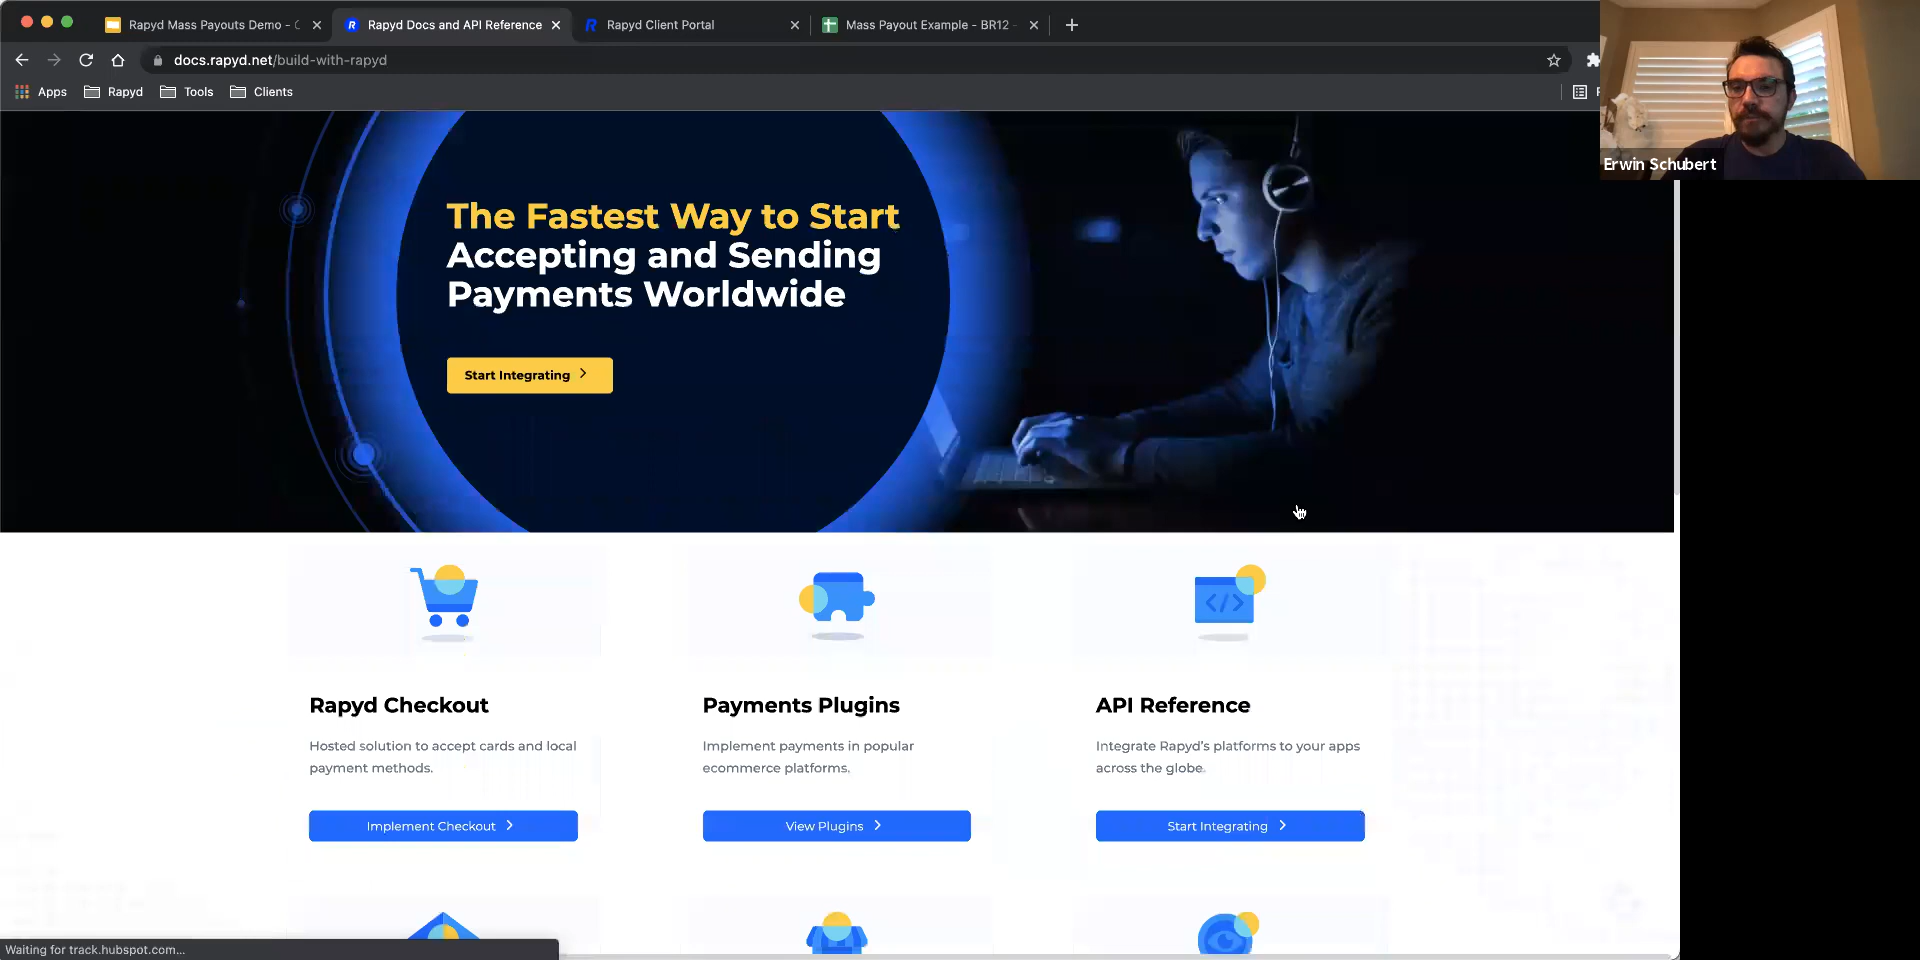 Rapyd Mass Payouts Demo -
Rapyd Docs and API Reference
Rapyd Client Portal
Mass Payout Example - BR12 -
docs.rapyd.net/build-with-rapyd
Apps
Rapyd
Tools
Clients
Erwin Schubert
The Fastest Way to Start
Accepting and Sending
Payments Worldwide
Start Integrating
Rapyd Checkout
Hosted solution to accept cards and local
payment methods.
Implement Checkout
Payments Plugins
Implement payments in popular
ecommerce platforms.
View Plugins
API Reference
Integrate Rapyd's platforms to your apps
across the globe.
Start Integrating
Waiting for track.hubspot.com...